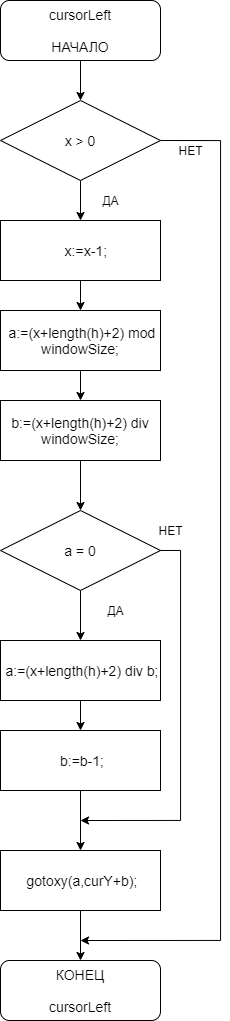 cursorLeft
НАЧАЛО
x > 0
НЕТ
ДА
x:=x-1;
a:=(x+length(h)+2) mod
windowSize;
b:=(x+length(h)+2) div
windowSize;
НЕТ
a = 0
ДА
a:=(x+length(h)+2) div b;
b:=b-1;
gotoxy(a,curY+b);
КОНЕЦ
cursorLeft